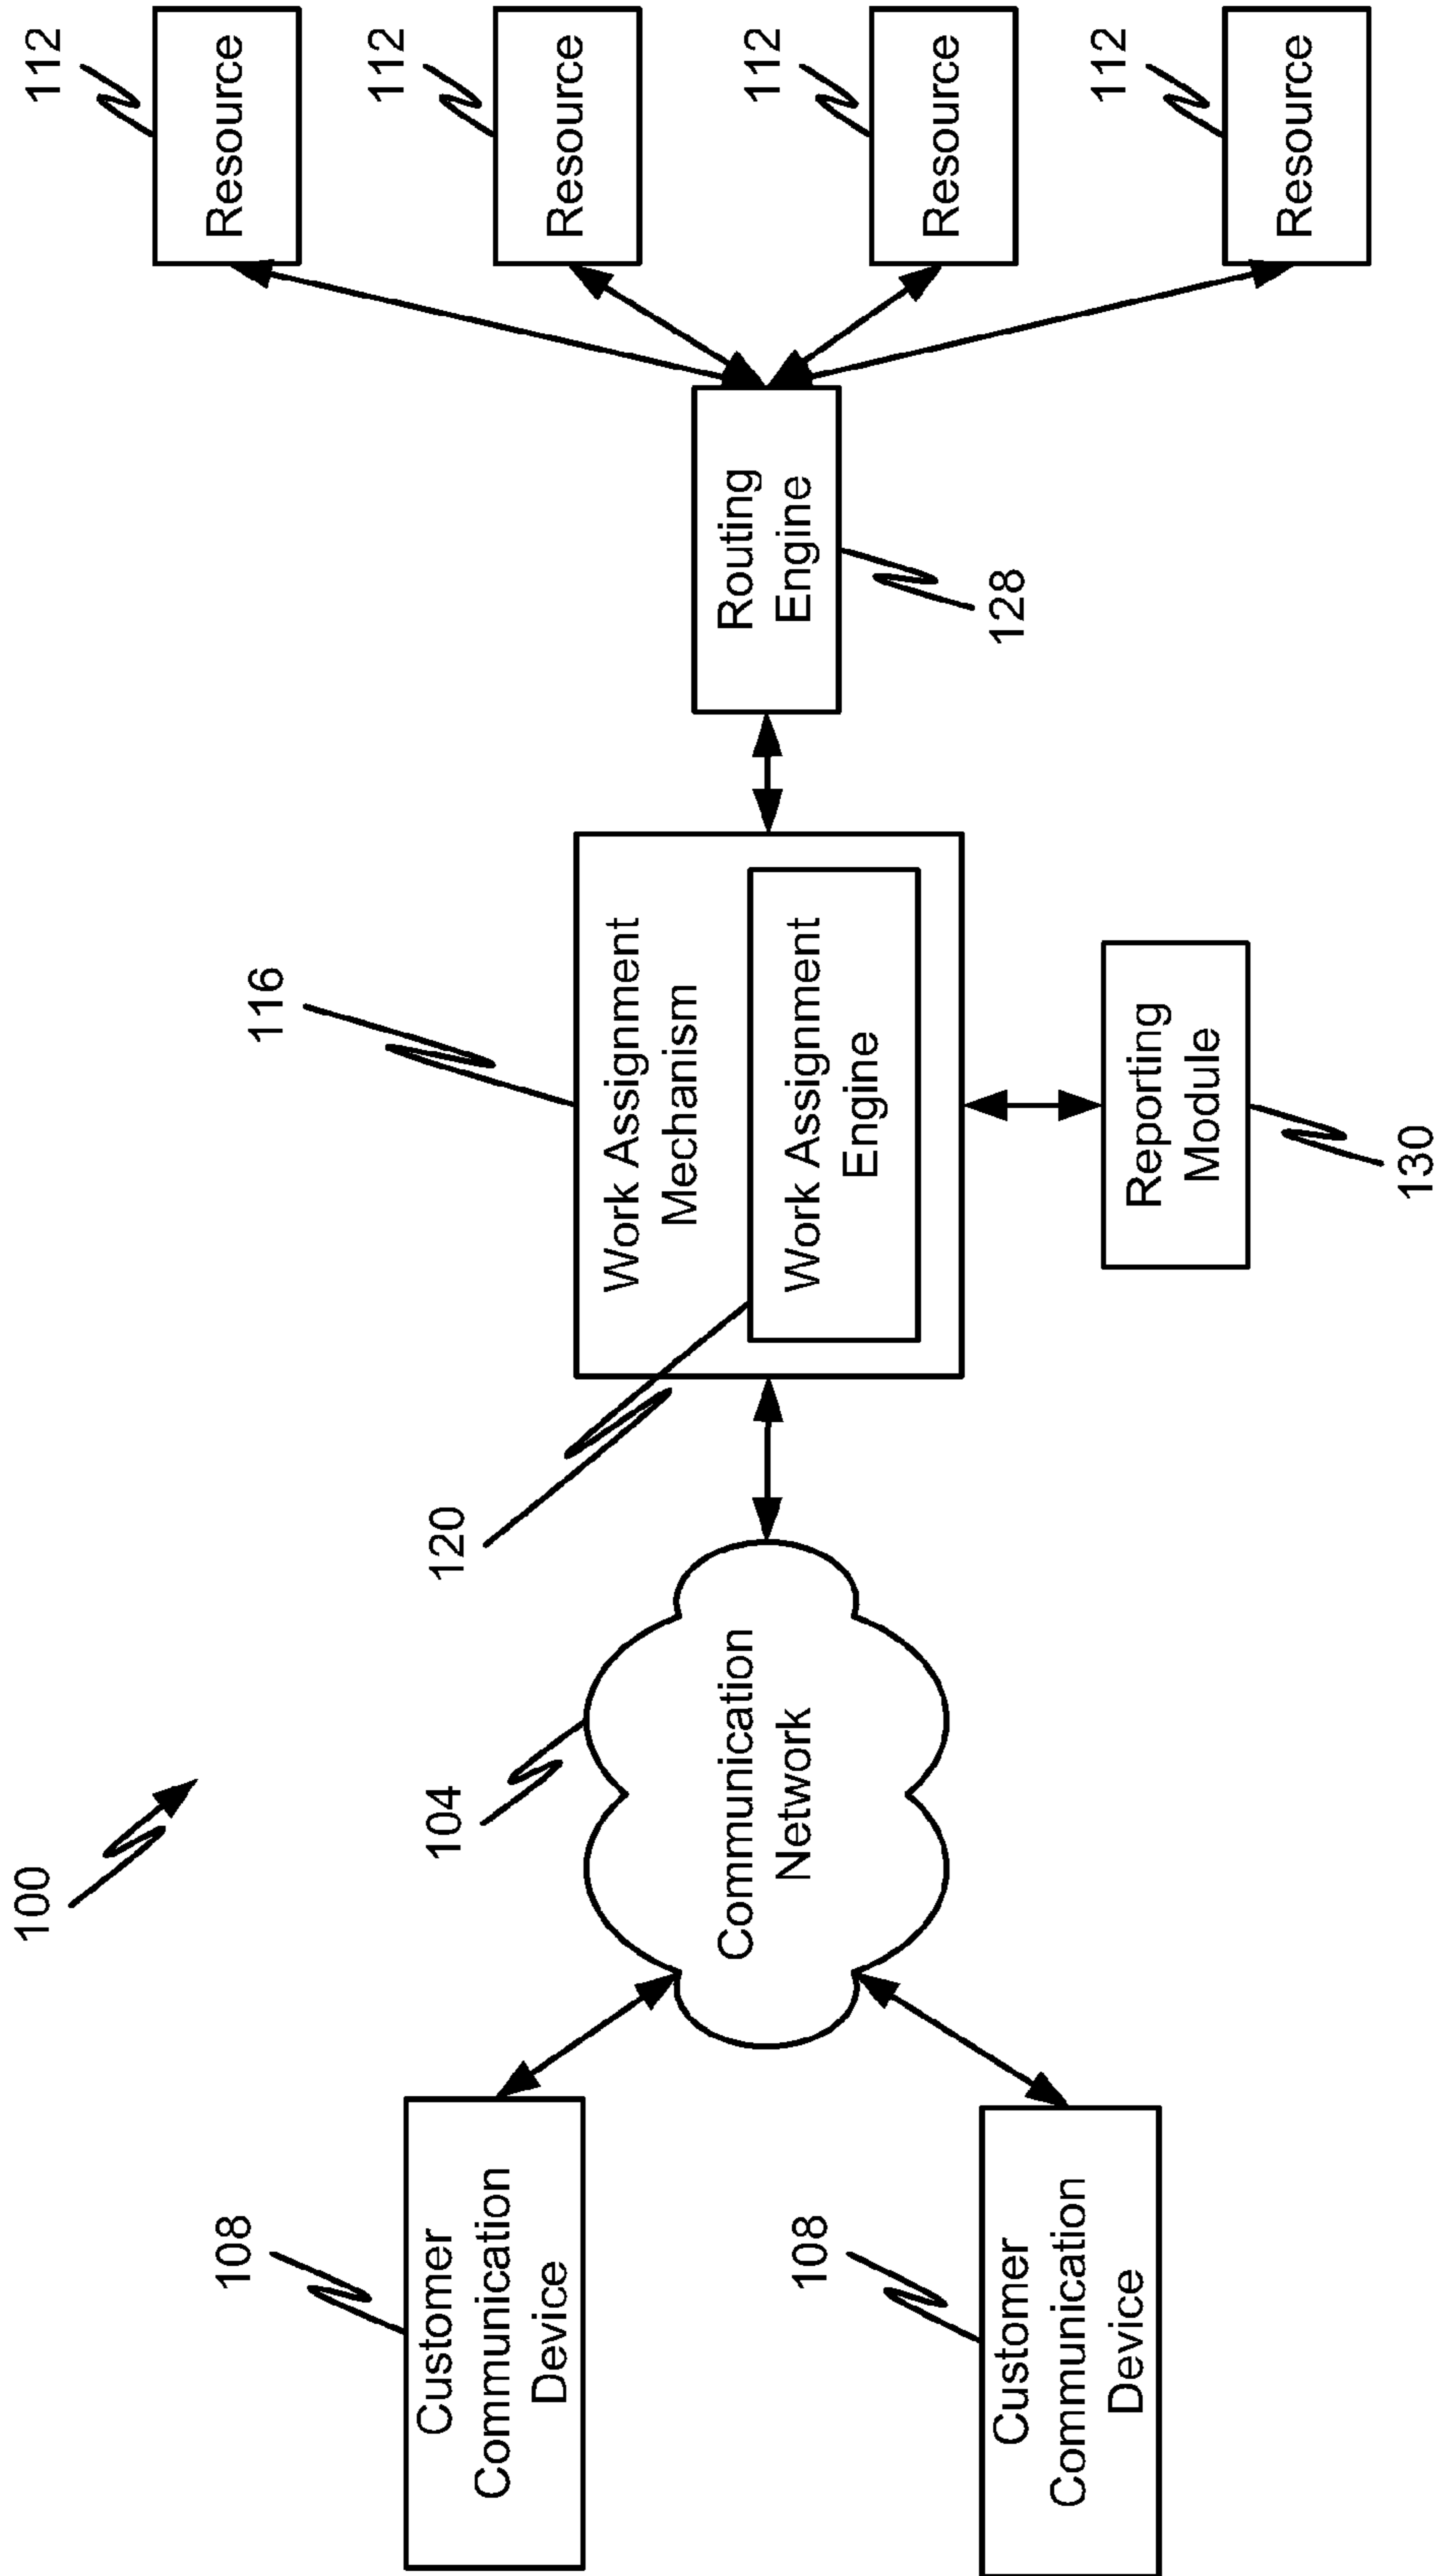 100
108
Customer
Communication
Device
108
Customer
Communication
Device
104
Communication
Network
120
116
Work Assignment
Mechanism
Work Assignment
Engine
Reporting
Module
130
Routing
Engine
128
112
Resource
112
Resource
112
Resource
112
Resource